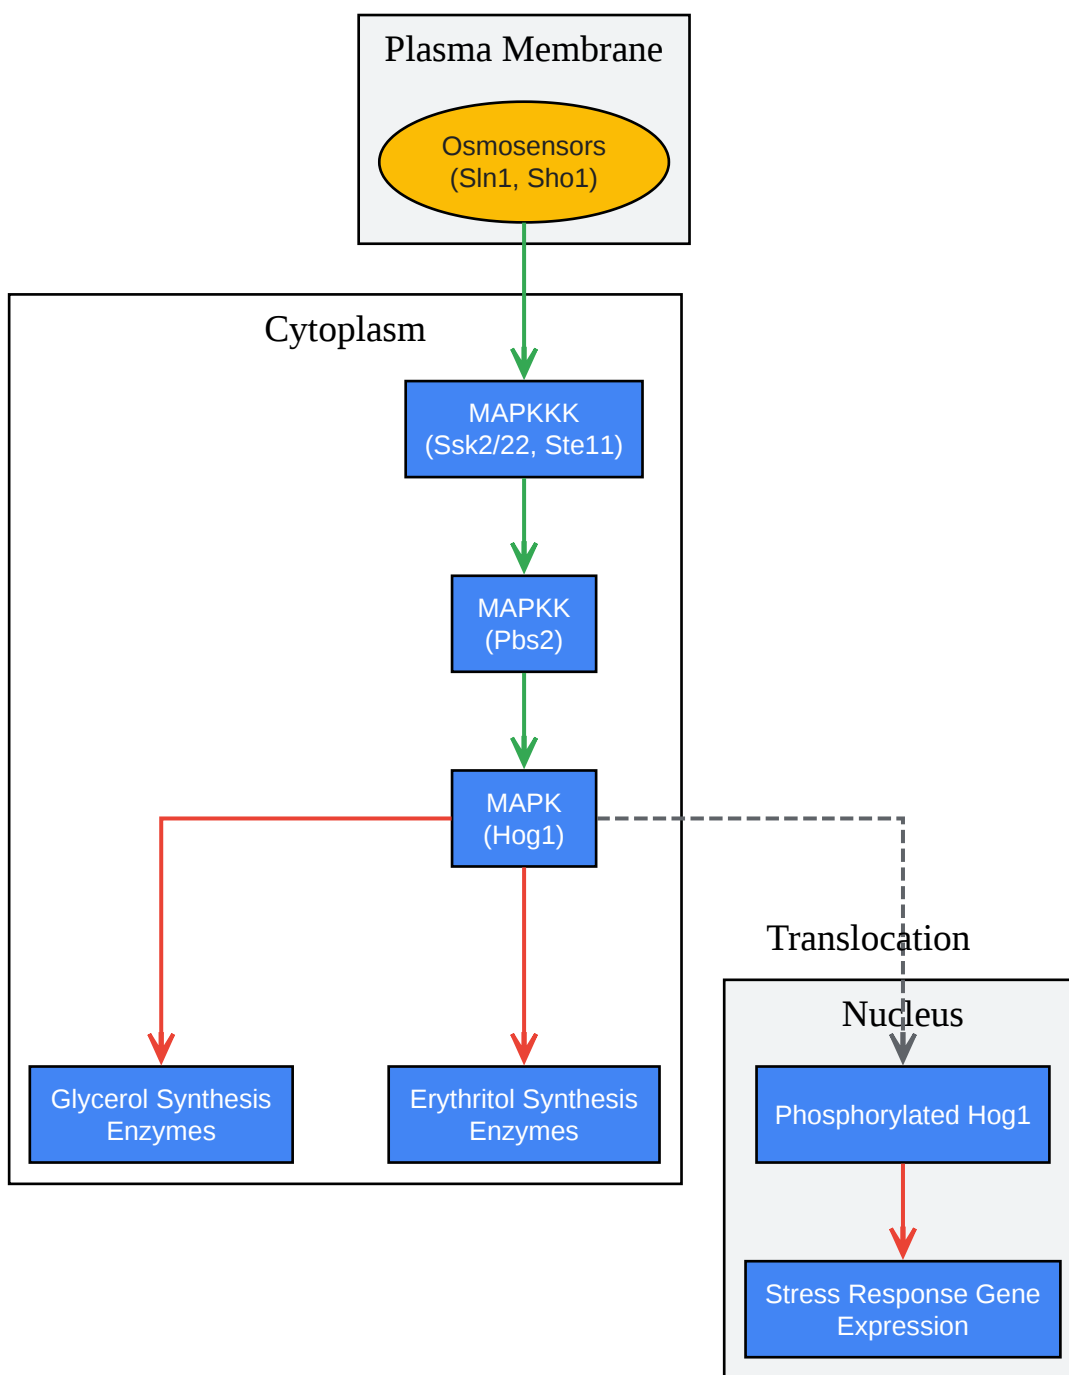 Plasma Membrane
Osmosensors
(Sln1, Sho1)
Cytoplasm
MAPKKK
(Ssk2/22, Ste11)
MAPKK
(Pbs2)
MAPK
(Hog1)
Translocation
Nucleus
Glycerol Synthesis
Enzymes
Erythritol Synthesis
Enzymes
Phosphorylated Hog1
Stress Response Gene
Expression